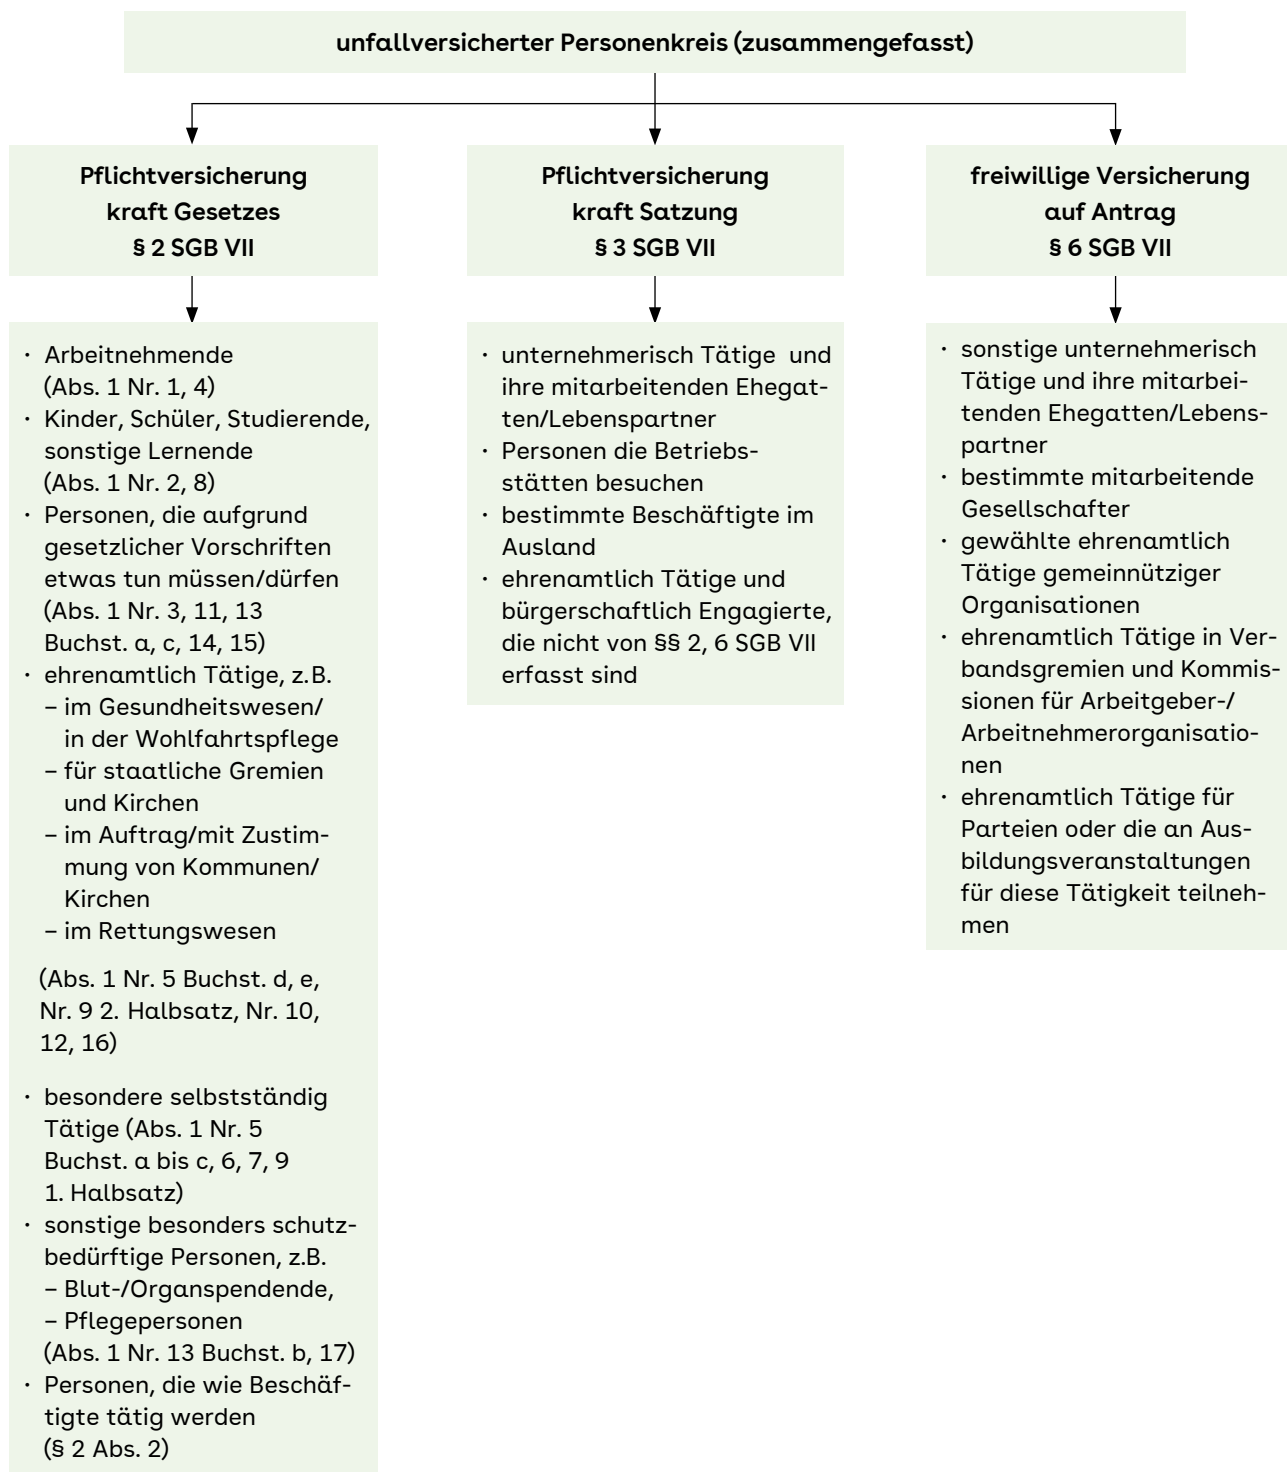 unfallversicherter Personenkreis (zusammengefasst)
Pflichtversicherung
kraft Gesetzes
§ 2 SGB VII
· Arbeitnehmende
(Abs. 1 Nr. 1, 4)
· Kinder, Schüler, Studierende,
sonstige Lernende
(Abs. 1 Nr. 2, 8)
· Personen, die aufgrund
gesetzlicher Vorschriften
etwas tun müssen/dürfen
(Abs. 1 Nr. 3, 11, 13
Buchst. a, c, 14, 15)
· ehrenamtlich Tätige, z.B.
– im Gesundheitswesen/
in der Wohlfahrtspflege
– für staatliche Gremien
und Kirchen
– im Auftrag/mit Zustim-
mung von Kommunen/
Kirchen
– im Rettungswesen
(Abs. 1 Nr. 5 Buchst. d, e,
Nr. 9 2. Halbsatz, Nr. 10,
12, 16)
· besondere selbstständig
Tätige (Abs. 1 Nr. 5
Buchst. a bis c, 6, 7, 9
1. Halbsatz)
· sonstige besonders schutz-
bedürftige Personen, z.B.
– Blut-/Organspendende,
– Pflegepersonen
(Abs. 1 Nr. 13 Buchst. b, 17)
· Personen, die wie Beschäf-
tigte tätig werden
(§ 2 Abs. 2)
Pflichtversicherung
kraft Satzung
§ 3 SGB VII
· unternehmerisch Tätige und
ihre mitarbeitenden Ehegat-
ten/Lebenspartner
· Personen die Betriebs-
stätten besuchen
· bestimmte Beschäftigte im
Ausland
· ehrenamtlich Tätige und
bürgerschaftlich Engagierte,
die nicht von §§ 2, 6 SGB VII
erfasst sind
freiwillige Versicherung
auf Antrag
§ 6 SGB VII
· sonstige unternehmerisch
Tätige und ihre mitarbei-
tenden Ehegatten/Lebens-
partner
· bestimmte mitarbeitende
Gesellschafter
· gewählte ehrenamtlich
Tätige gemeinnütziger
Organisationen
· ehrenamtlich Tätige in Ver-
bandsgremien und Kommis-
sionen für Arbeitgeber-/
Arbeitnehmerorganisatio-
nen
· ehrenamtlich Tätige für
Parteien oder die an Aus-
bildungsveranstaltungen
für diese Tätigkeit teilneh-
men